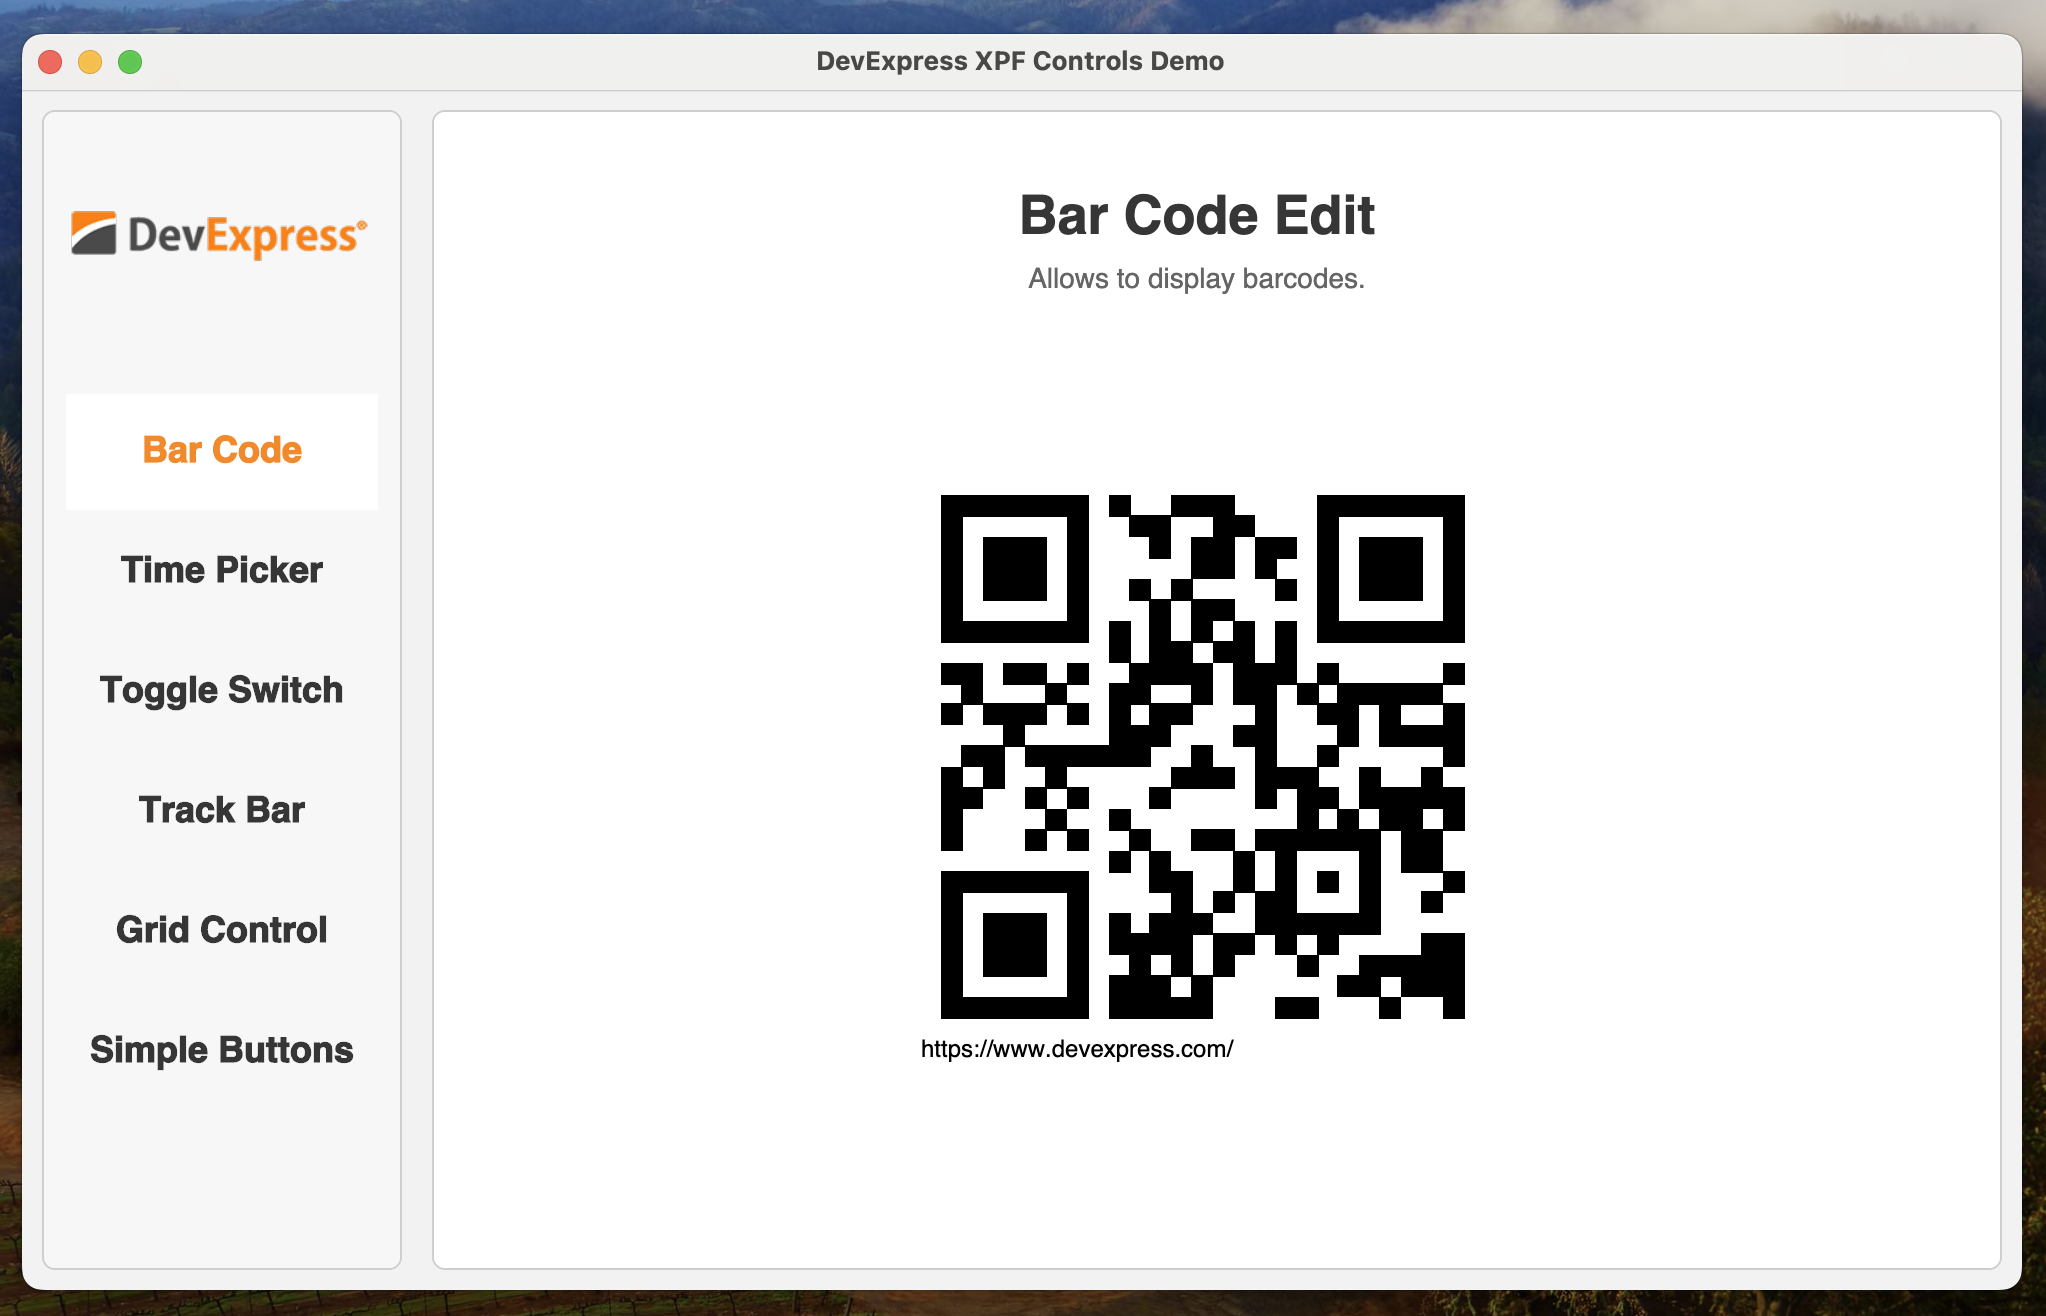 DevExpress XPF Controls Demo
DevExpress®
Bar Code
Time Picker
Toggle Switch
Track Bar
Grid Control
Simple Buttons
Bar Code Edit
Allows to display barcodes.
https://www.devexpress.com/